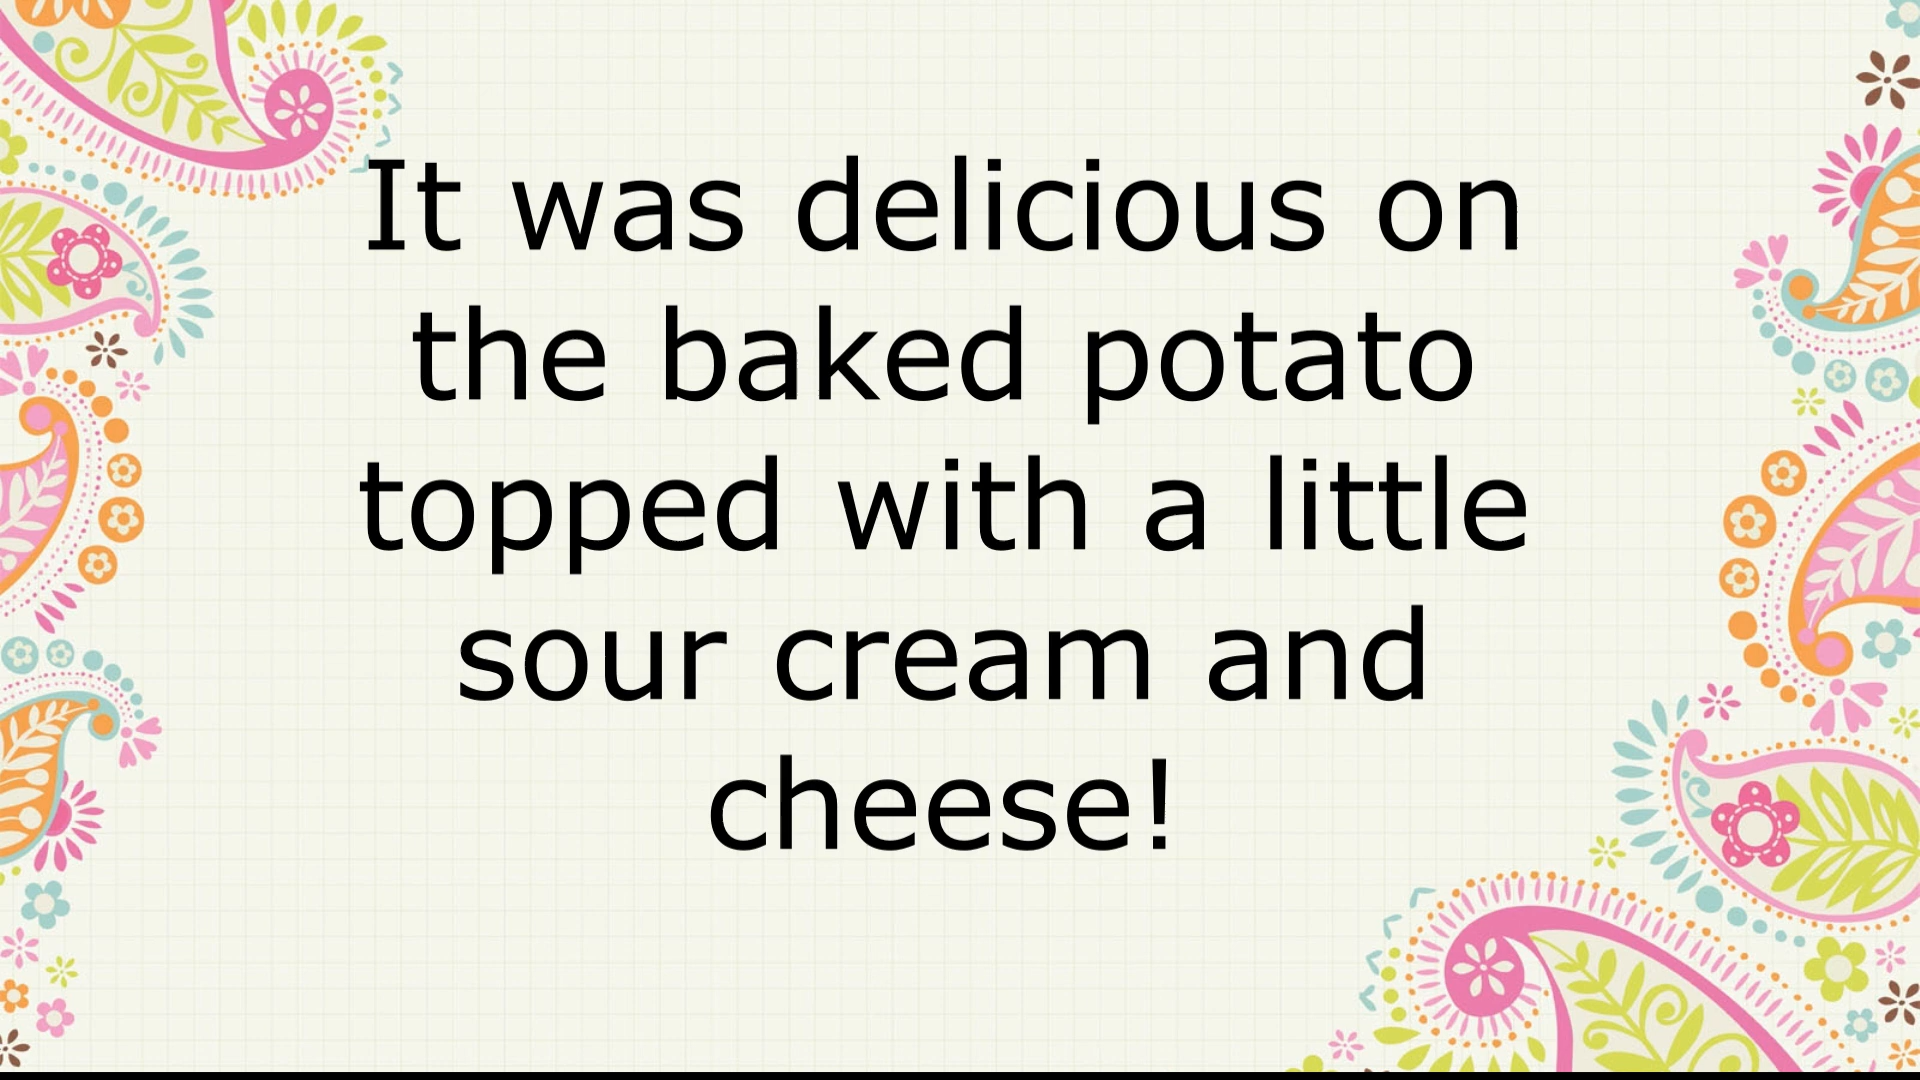 It was delicious on
the baked potato
topped with a little
sour cream and
cheese!